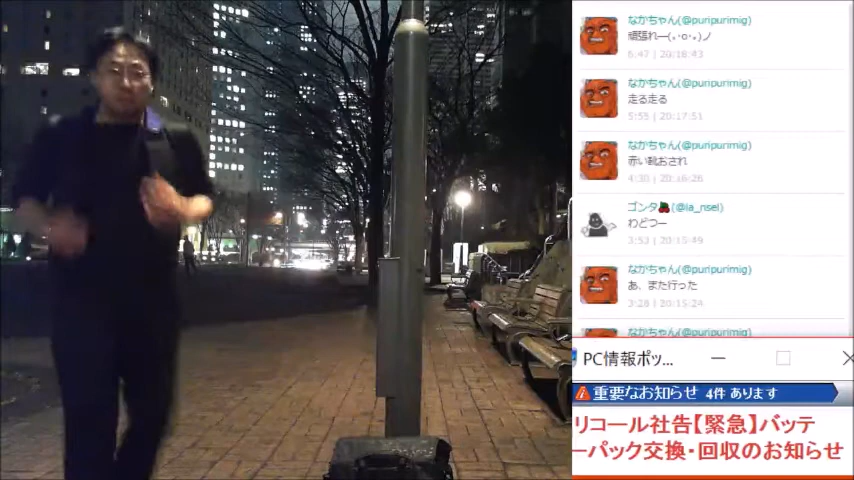 なかちゃん(@puripurimig)
頑張れー(｡･o･｡)ノ
6:47 | 20:18:43
なかちゃん(@puripurimig)
走る走る
5:55 | 20:17:51
なかちゃん(@puripurimig)
赤い靴おされ
4:30 | 20:16:26
ゴンタ🍒(@ia_nsei)
わどつー
3:53 | 20:15:49
なかちゃん(@puripurimig)
あ、また行った
3:28 | 20:15:24
なかちゃん(@puripurimig)
PC情報ポッ...
重要なお知らせ 4件 あります
リコール社告【緊急】バッテ
ーパック交換・回収のお知らせ